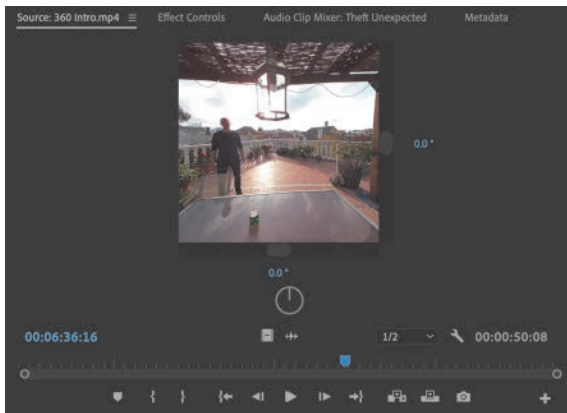 Source: 360 Intro.mp4 Effect Controls Audio Clip Mixer: Theft Unexpected Metadata
0.0 °
0.0 °
00:06:36:16 1/2 00:00:50:08